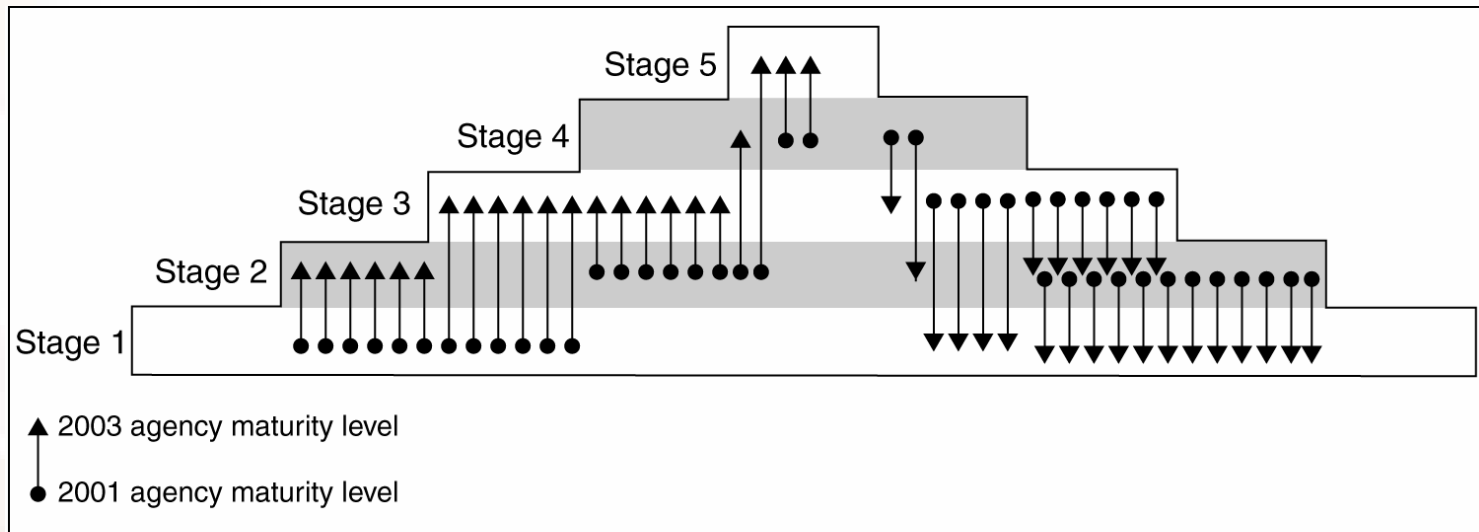 Stage 5
Stage 4
Stage 3
Stage 2
Stage 1
2003 agency maturity level
2001 agency maturity level